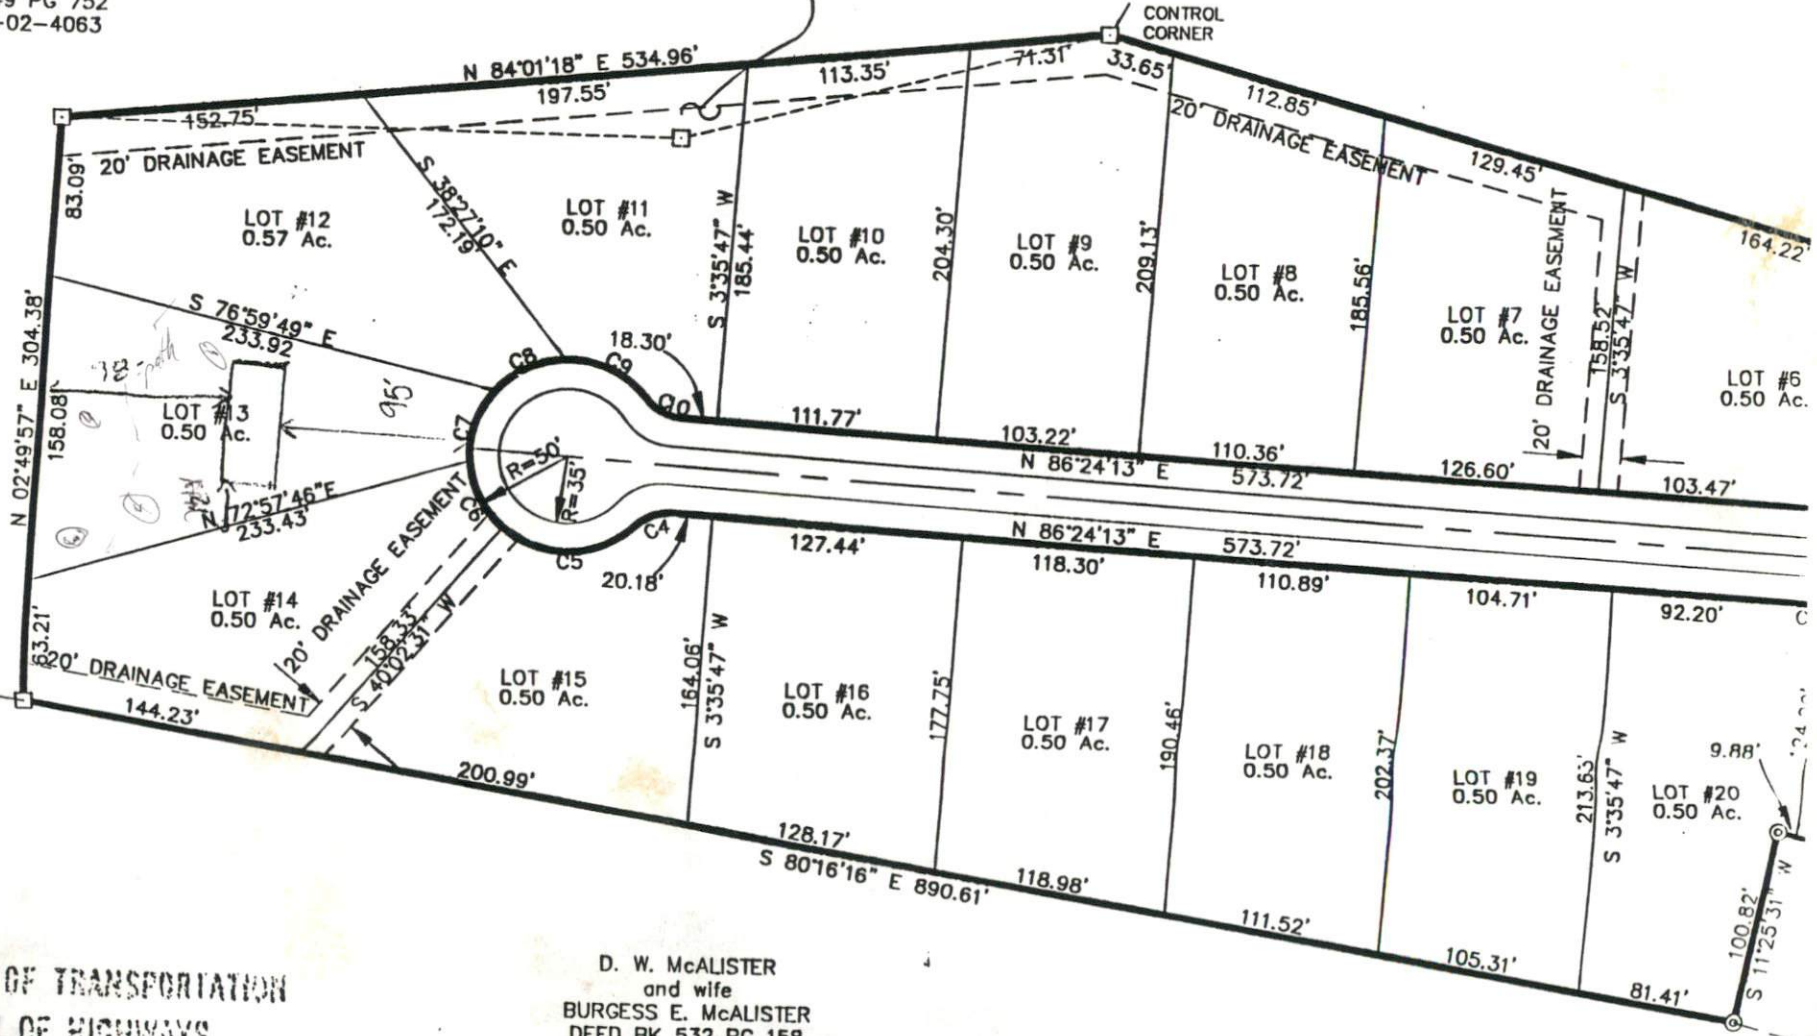 PG 752
-02-4063
CONTROL
CORNER
N 84°01'18" E 534.96'
152.75'
197.55'
113.35'
71.31'
33.65'
112.85'
129.45'
164.22'
20' DRAINAGE EASEMENT
20' DRAINAGE EASEMENT
83.09'
S 38°27'10" E
172.19'
LOT #12
0.57 Ac.
LOT #11
0.50 Ac.
S 3°35'47" W
185.44'
LOT #10
0.50 Ac.
204.30'
LOT #9
0.50 Ac.
209.13'
LOT #8
0.50 Ac.
185.56'
LOT #7
0.50 Ac.
20' DRAINAGE EASEMENT
158.52'
S 3°35'47" W
LOT #6
0.50 Ac.
N 02°49'57" E 304.38'
158.08'
S 76°59'49" E
233.92
95'
LOT #13
0.50 Ac.
N 72°57'46"E
233.43'
C8
C9
18.30'
C10
C7
R=50'
R=35'
C6
C5
C4
20.18'
111.77'
103.22'
110.36'
126.60'
103.47'
N 86°24'13" E
573.72'
N 86°24'13" E
573.72'
127.44'
118.30'
110.89'
104.71'
92.20'
C
63.21'
LOT #14
0.50 Ac.
20' DRAINAGE EASEMENT
20' DRAINAGE EASEMENT
158.33'
S 40°02'31" W
144.23'
LOT #15
0.50 Ac.
164.06'
S 3°35'47" W
LOT #16
0.50 Ac.
177.75'
LOT #17
0.50 Ac.
190.46'
LOT #18
0.50 Ac.
202.37'
LOT #19
0.50 Ac.
213.63'
S 3°35'47" W
LOT #20
0.50 Ac.
9.88'
100.82'
S 11°25'31" W
200.99'
128.17'
S 80°16'16" E 890.61'
118.98'
111.52'
105.31'
81.41'
OF TRANSPORTATION
OF HIGHWAYS
D. W. McALISTER
and wife
BURGESS E. McALISTER
DEED BK 532 PG 158